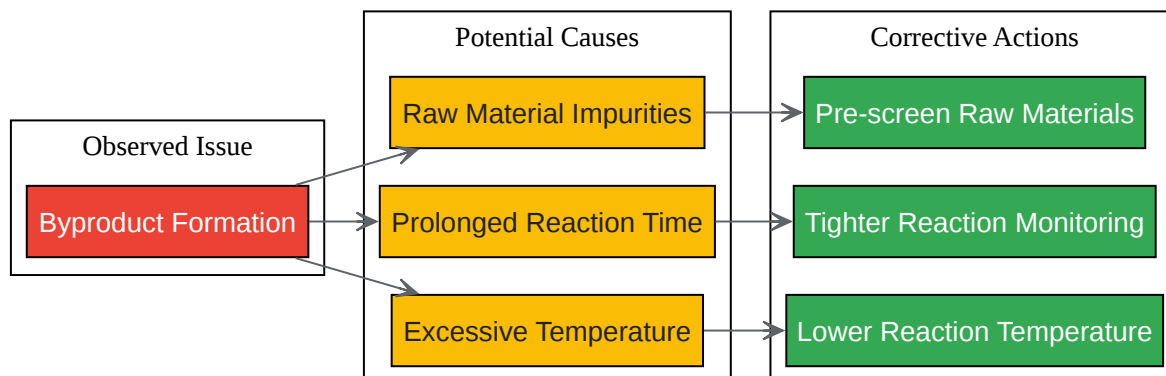 Potential Causes
Corrective Actions
Raw Material Impurities
Pre-screen Raw Materials
Observed Issue
Byproduct Formation
Prolonged Reaction Time
Tighter Reaction Monitoring
Excessive Temperature
Lower Reaction Temperature